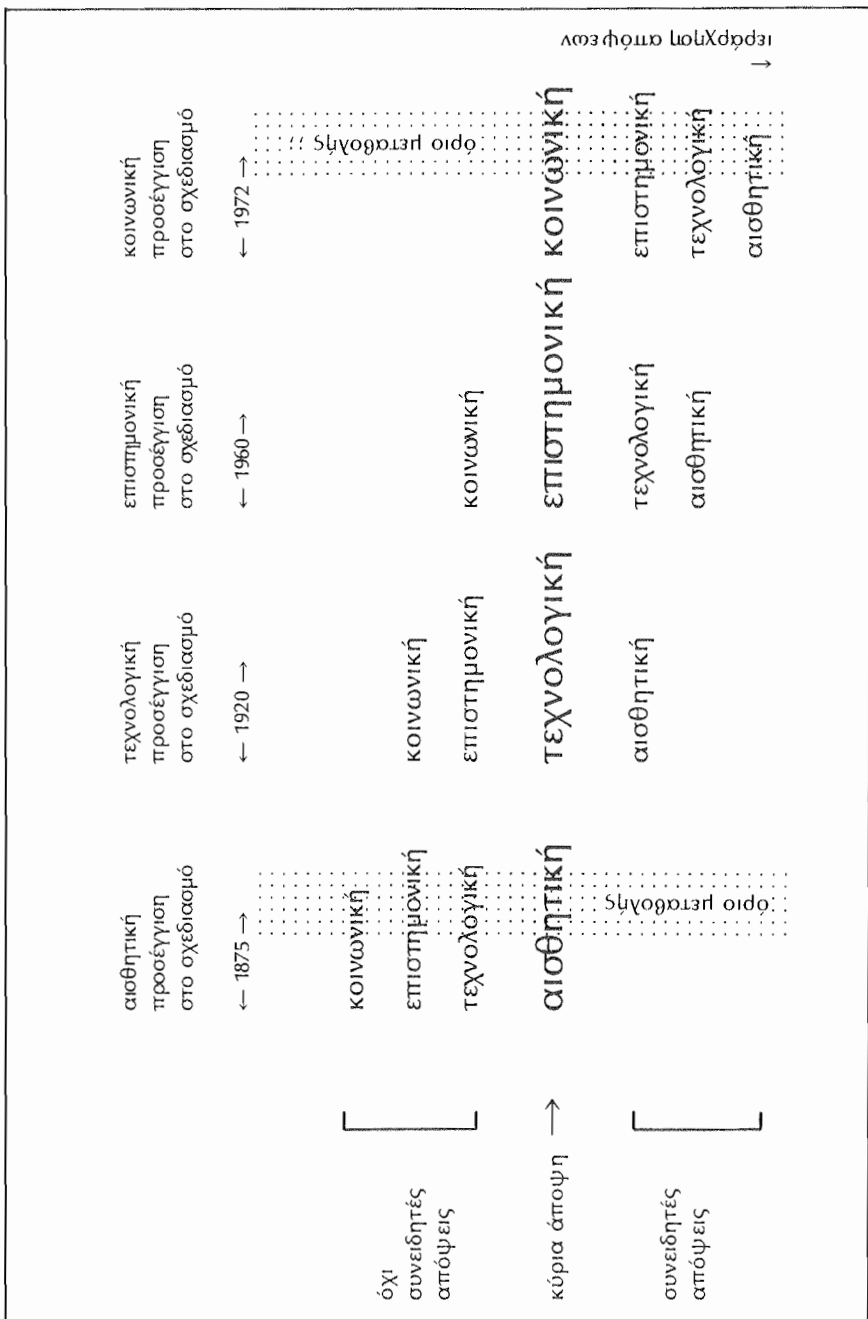 αισθητική
προσέγγιση
στο σχεδιασμό
← 1875 →
τεχνολογική
προσέγγιση
στο σχεδιασμό
← 1920 →
επιστημονική
προσέγγιση
στο σχεδιασμό
← 1960 →
κοινωνική
προσέγγιση
στο σχεδιασμό
← 1972 →
όχι
συνειδητές
απόψεις
κοινωνική
επιστημονική
τεχνολογική
κοινωνική
επιστημονική
κοινωνική
όριο μεταβολής ;;
κύρια άποψη →
αισθητική
τεχνολογική
επιστημονική
κοινωνική
συνειδητές
απόψεις
όριο μεταβολής
αισθητική
τεχνολογική
αισθητική
επιστημονική
τεχνολογική
αισθητική
ιεράρχηση απόψεων →